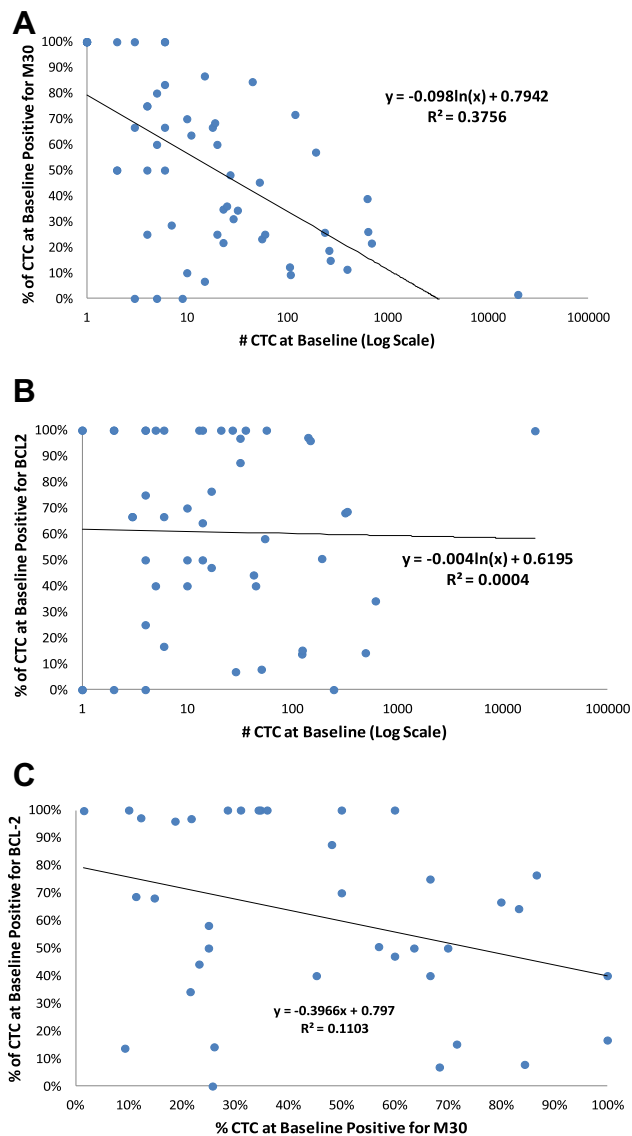 A
% of CTC at Baseline Positive for M30
100%
90%
80%
70%
60%
50%
40%
30%
20%
10%
0%
y = -0.098ln(x) + 0.7942
R² = 0.3756
1 10 100 1000 10000 100000
# CTC at Baseline (Log Scale)
B
% of CTC at Baseline Positive for BCL2
100%
90%
80%
70%
60%
50%
40%
30%
20%
10%
0%
y = -0.004ln(x) + 0.6195
R² = 0.0004
1 10 100 1000 10000 100000
# CTC at Baseline (Log Scale)
C
% of CTC at Baseline Positive for BCL-2
100%
90%
80%
70%
60%
50%
40%
30%
20%
10%
0%
y = -0.3966x + 0.797
R² = 0.1103
0% 10% 20% 30% 40% 50% 60% 70% 80% 90% 100%
% CTC at Baseline Positive for M30